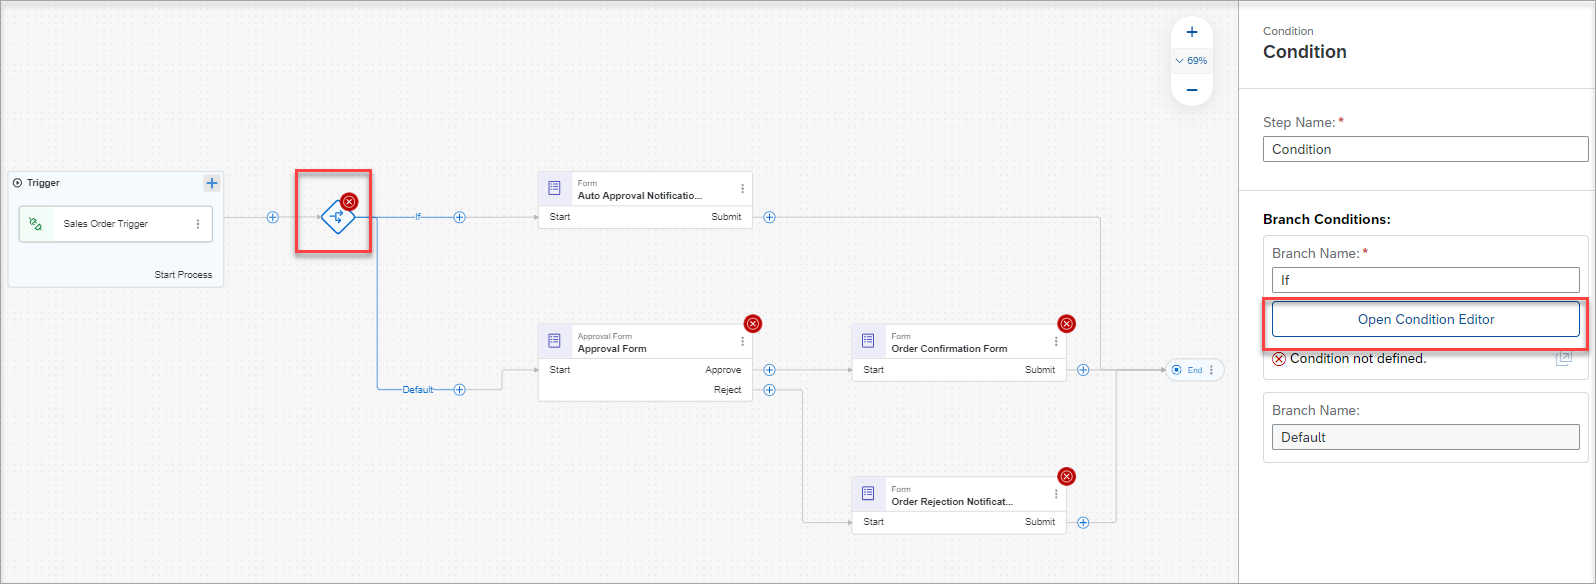 Trigger
Sales Order Trigger
Start Process
If
Default
Form
Auto Approval Notificatio...
Start Submit
Approval Form
Approval Form
Start Approve
Reject
Form
Order Confirmation Form
Start Submit
Form
Order Rejection Notificat...
Start Submit
End
69%
Condition
Condition
Step Name: *
Condition
Branch Conditions:
Branch Name: *
If
Open Condition Editor
Condition not defined.
Branch Name:
Default